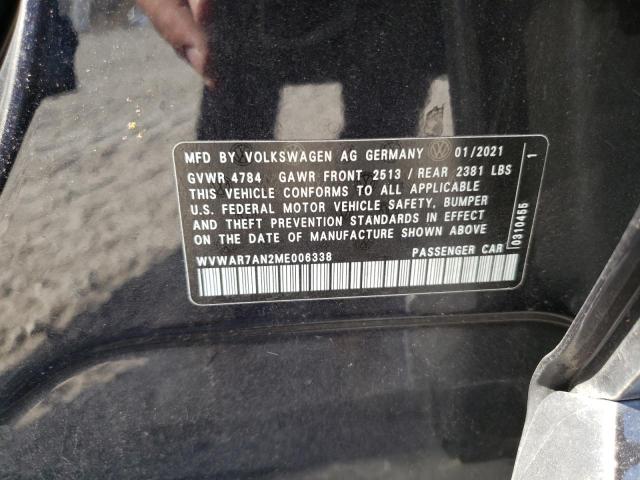 MFD BY VOLKSWAGEN AG GERMANY 01/2021
GVWR 4784 GAWR FRONT 2513 / REAR 2381 LBS
THIS VEHICLE CONFORMS TO ALL APPLICABLE
U.S. FEDERAL MOTOR VEHICLE SAFETY, BUMPER
AND THEFT PREVENTION STANDARDS IN EFFECT
ON THE DATE OF MANUFACTURE SHOWN ABOVE.
WVWAR7AN2ME006338 PASSENGER CAR
0310455 1